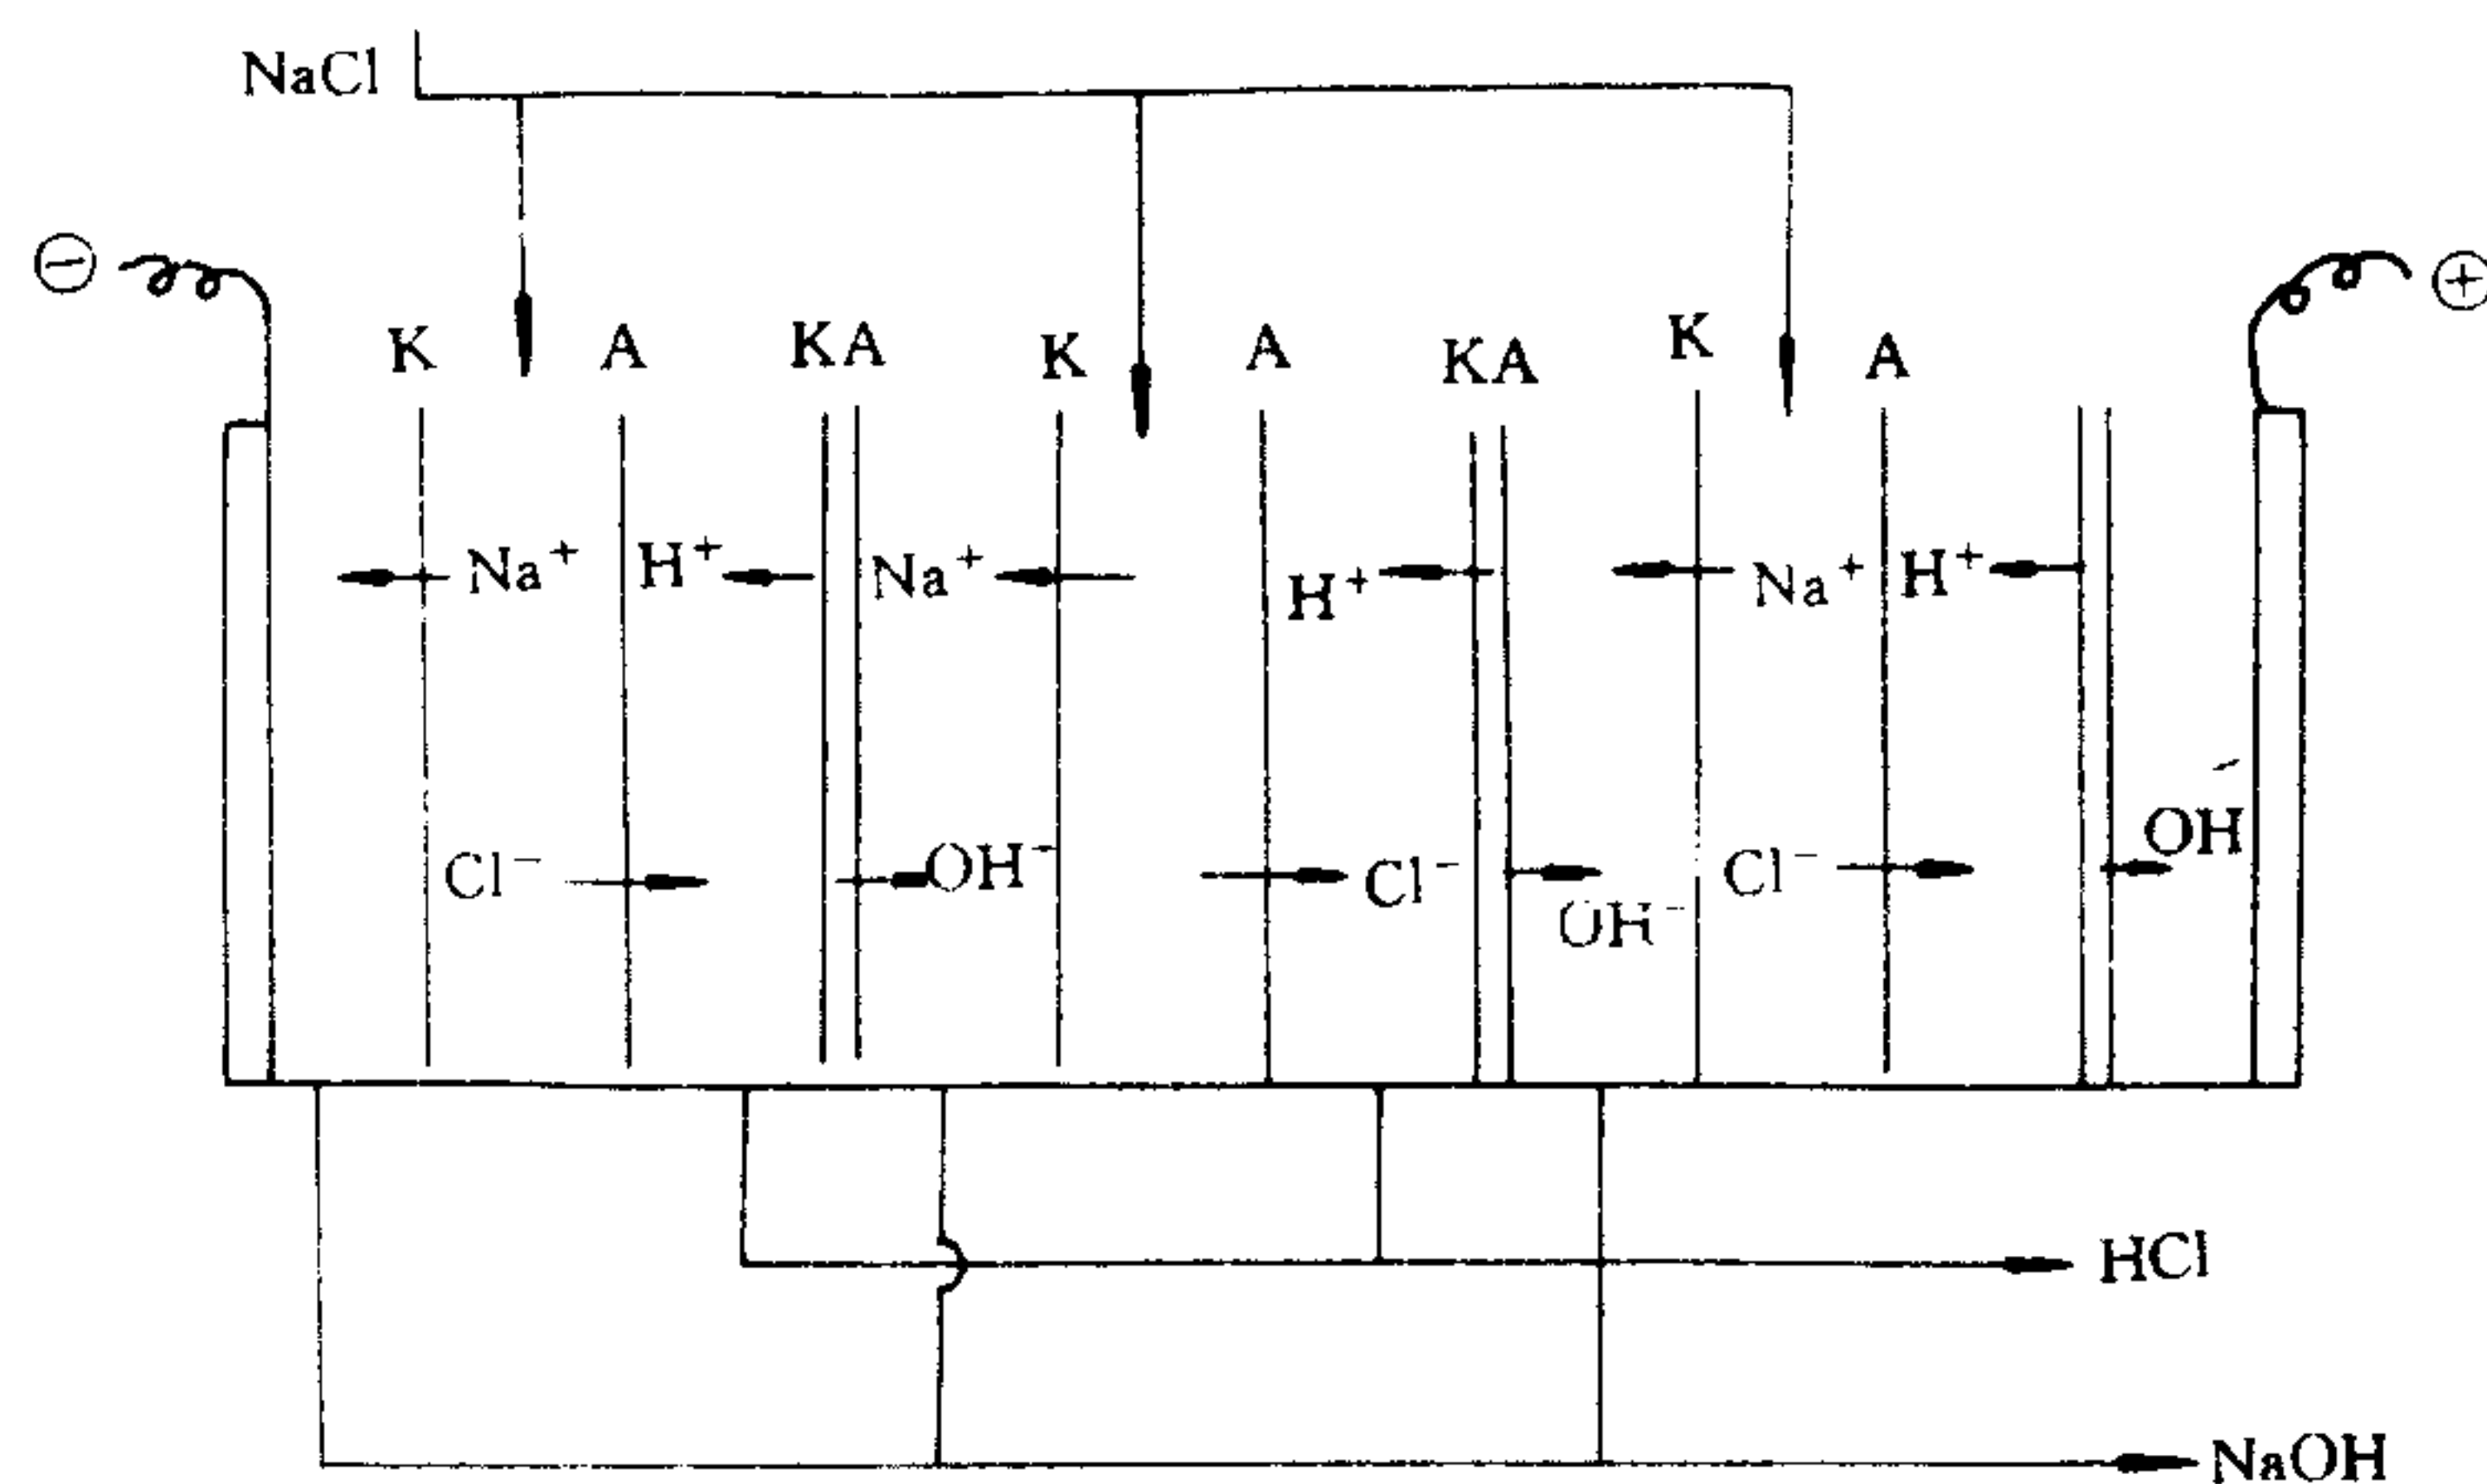 NaCl
⊖ ⊕
K A KA K A KA K A
Na⁺ H⁺ Na⁺ H⁺ Na⁺ H⁺
Cl⁻ OH⁻ Cl⁻ OH⁻ Cl⁻ OH⁻
HCl
NaOH